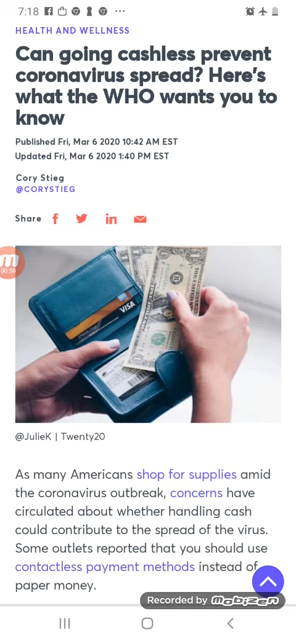 7:18
HEALTH AND WELLNESS
Can going cashless prevent
coronavirus spread? Here's
what the WHO wants you to
know
Published Fri, Mar 6 2020 10:42 AM EST
Updated Fri, Mar 6 2020 1:40 PM EST
Cory Stieg
@CORYSTIEG
Share
VISA
@JulieK | Twenty20
As many Americans shop for supplies amid
the coronavirus outbreak, concerns have
circulated about whether handling cash
could contribute to the spread of the virus.
Some outlets reported that you should use
contactless payment methods instead of
paper money.
Recorded by Mobizen